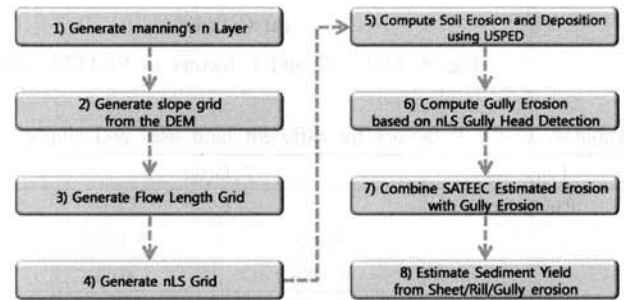 1) Generate manning's n Layer
2) Generate slope grid
from the DEM
3) Generate Flow Length Grid
4) Generate nLS Grid
5) Compute Soil Erosion and Deposition
using USPED
6) Compute Gully Erosion
based on nLS Gully Head Detection
7) Combine SATEEC Estimated Erosion
with Gully Erosion
8) Estimate Sediment Yield
from Sheet/Rill/Gully erosion